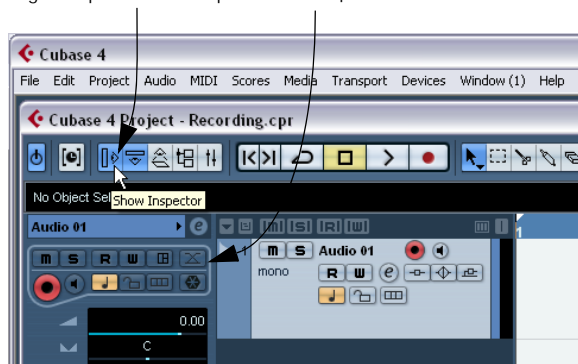 Cubase 4
File Edit Project Audio MIDI Scores Media Transport Devices Window (1) Help
Cubase 4 Project - Recording.cpr
No Object Sel
Show Inspector
Audio 01 e m S R W
1
m S R W
1 m S Audio 01
mono R W e
0.00
C